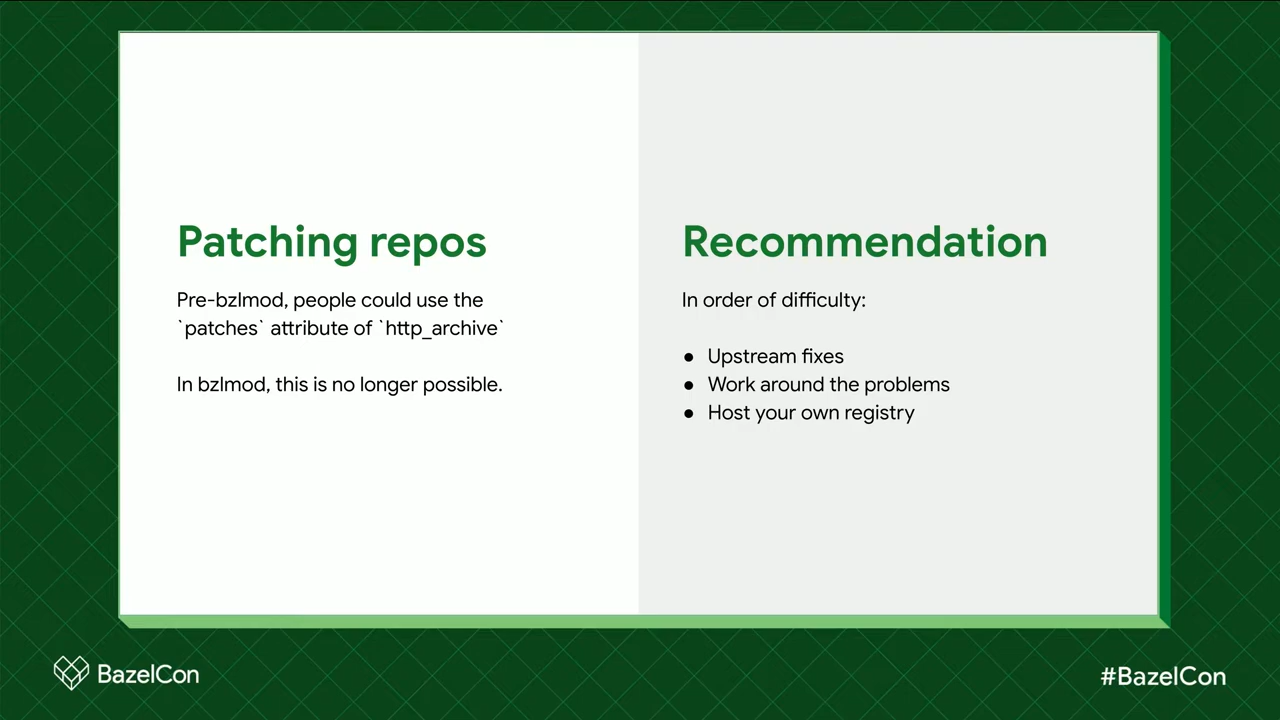 Patching repos
Pre-bzlmod, people could use the
`patches` attribute of `http_archive`
In bzlmod, this is no longer possible.
Recommendation
In order of difficulty:
● Upstream fixes
● Work around the problems
● Host your own registry
BazelCon
#BazelCon